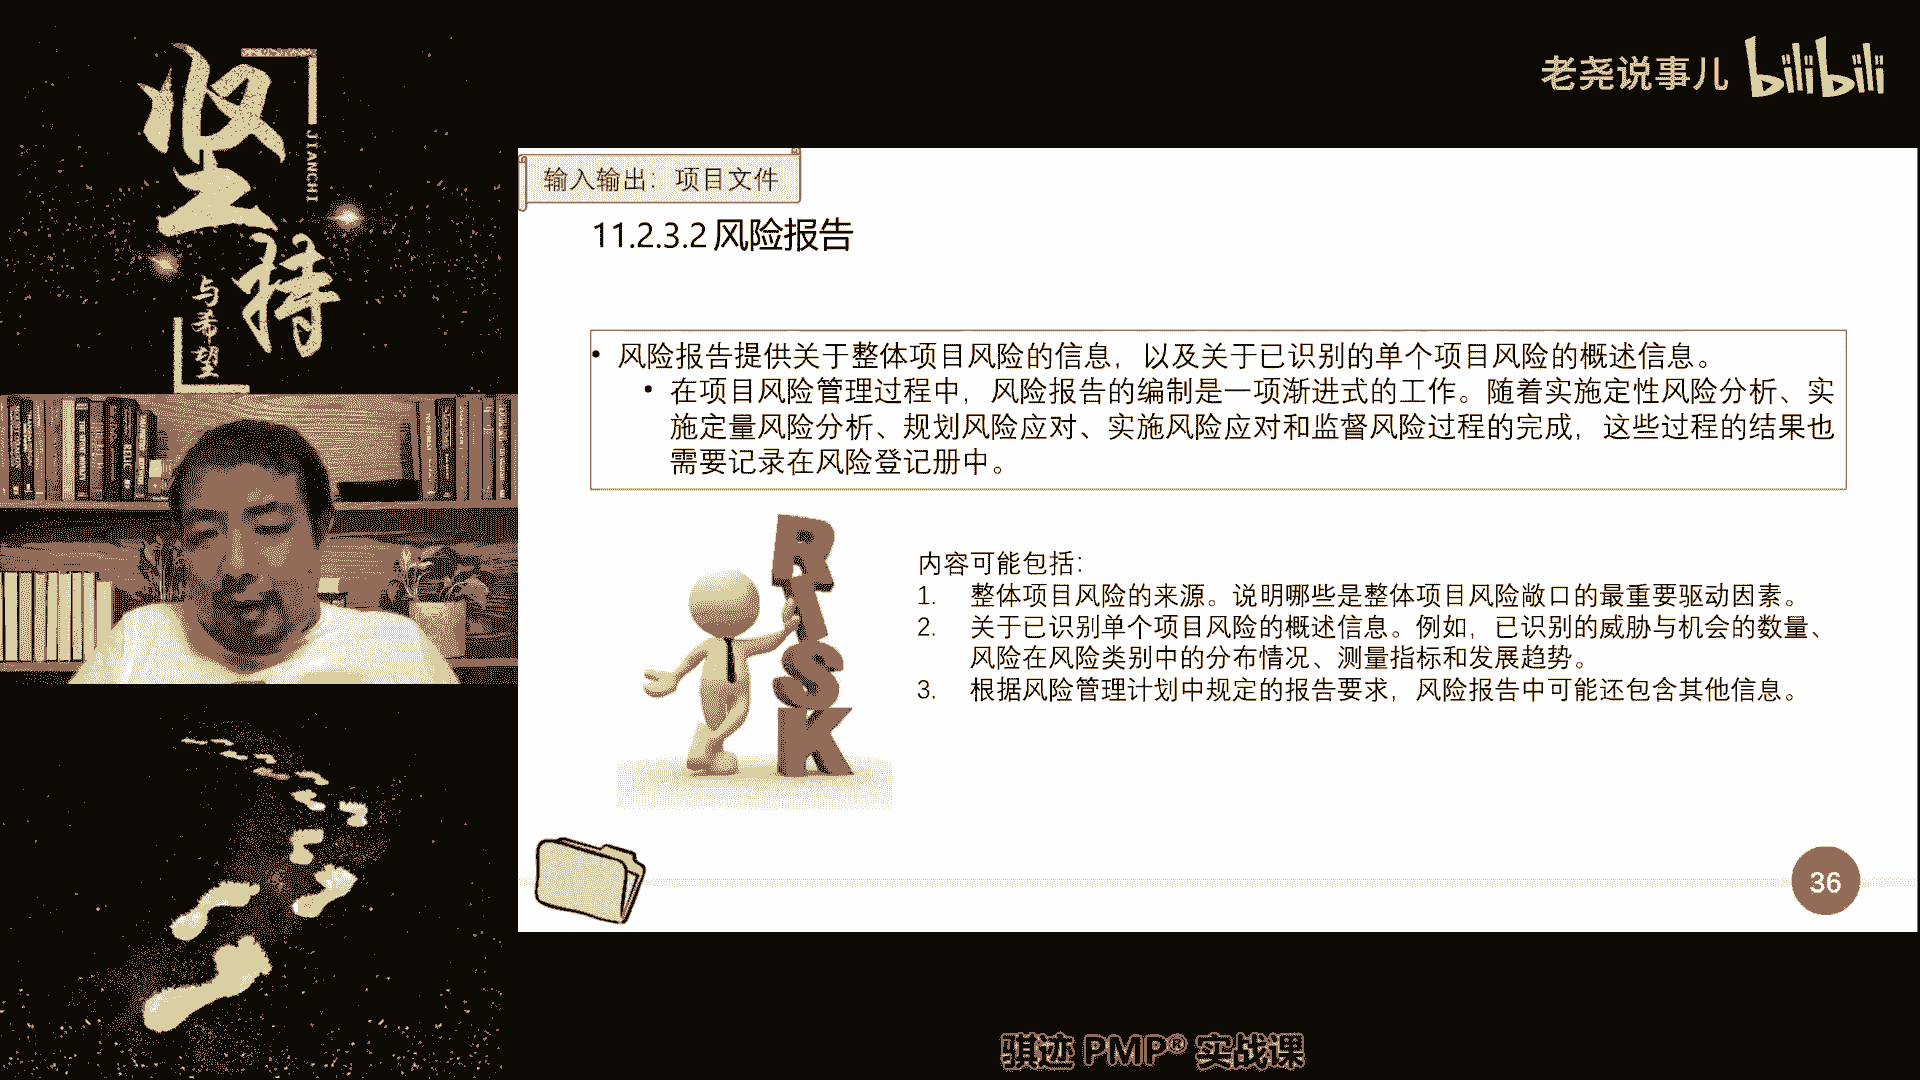 坚持
JIANCHI
与希望
老尧说事儿 bilibili
输入输出：项目文件
11.2.3.2 风险报告
• 风险报告提供关于整体项目风险的信息，以及关于已识别的单个项目风险的概述信息。
• 在项目风险管理过程中，风险报告的编制是一项渐进式的工作。随着实施定性风险分析、实
施定量风险分析、规划风险应对、实施风险应对和监督风险过程的完成，这些过程的结果也
需要记录在风险登记册中。
RISK
内容可能包括：
1. 整体项目风险的来源。说明哪些是整体项目风险敞口的最重要驱动因素。
2. 关于已识别单个项目风险的概述信息。例如，已识别的威胁与机会的数量、
风险在风险类别中的分布情况、测量指标和发展趋势。
3. 根据风险管理计划中规定的报告要求，风险报告中可能还包含其他信息。
36
骐迹 PMP® 实战课